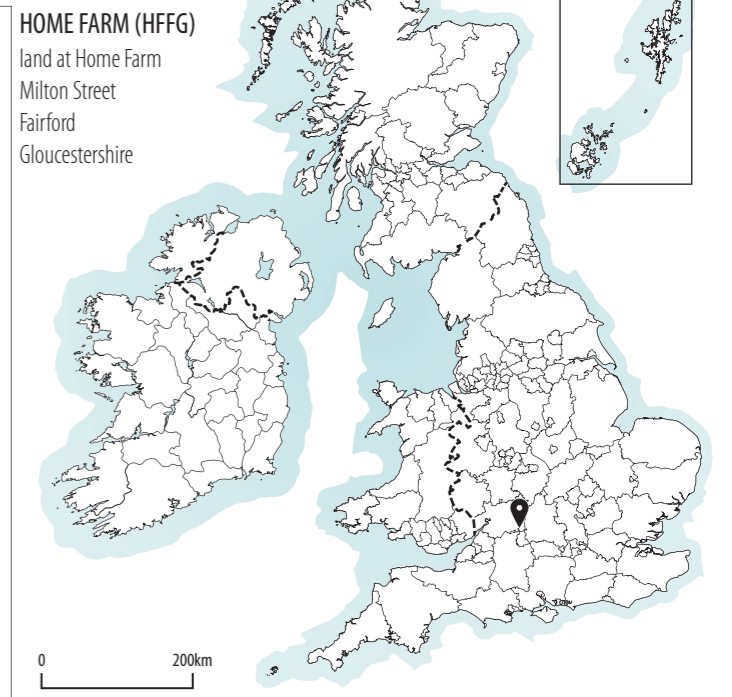 HOME FARM (HFFG)
land at Home Farm
Milton Street
Fairford
Gloucestershire
0 200km